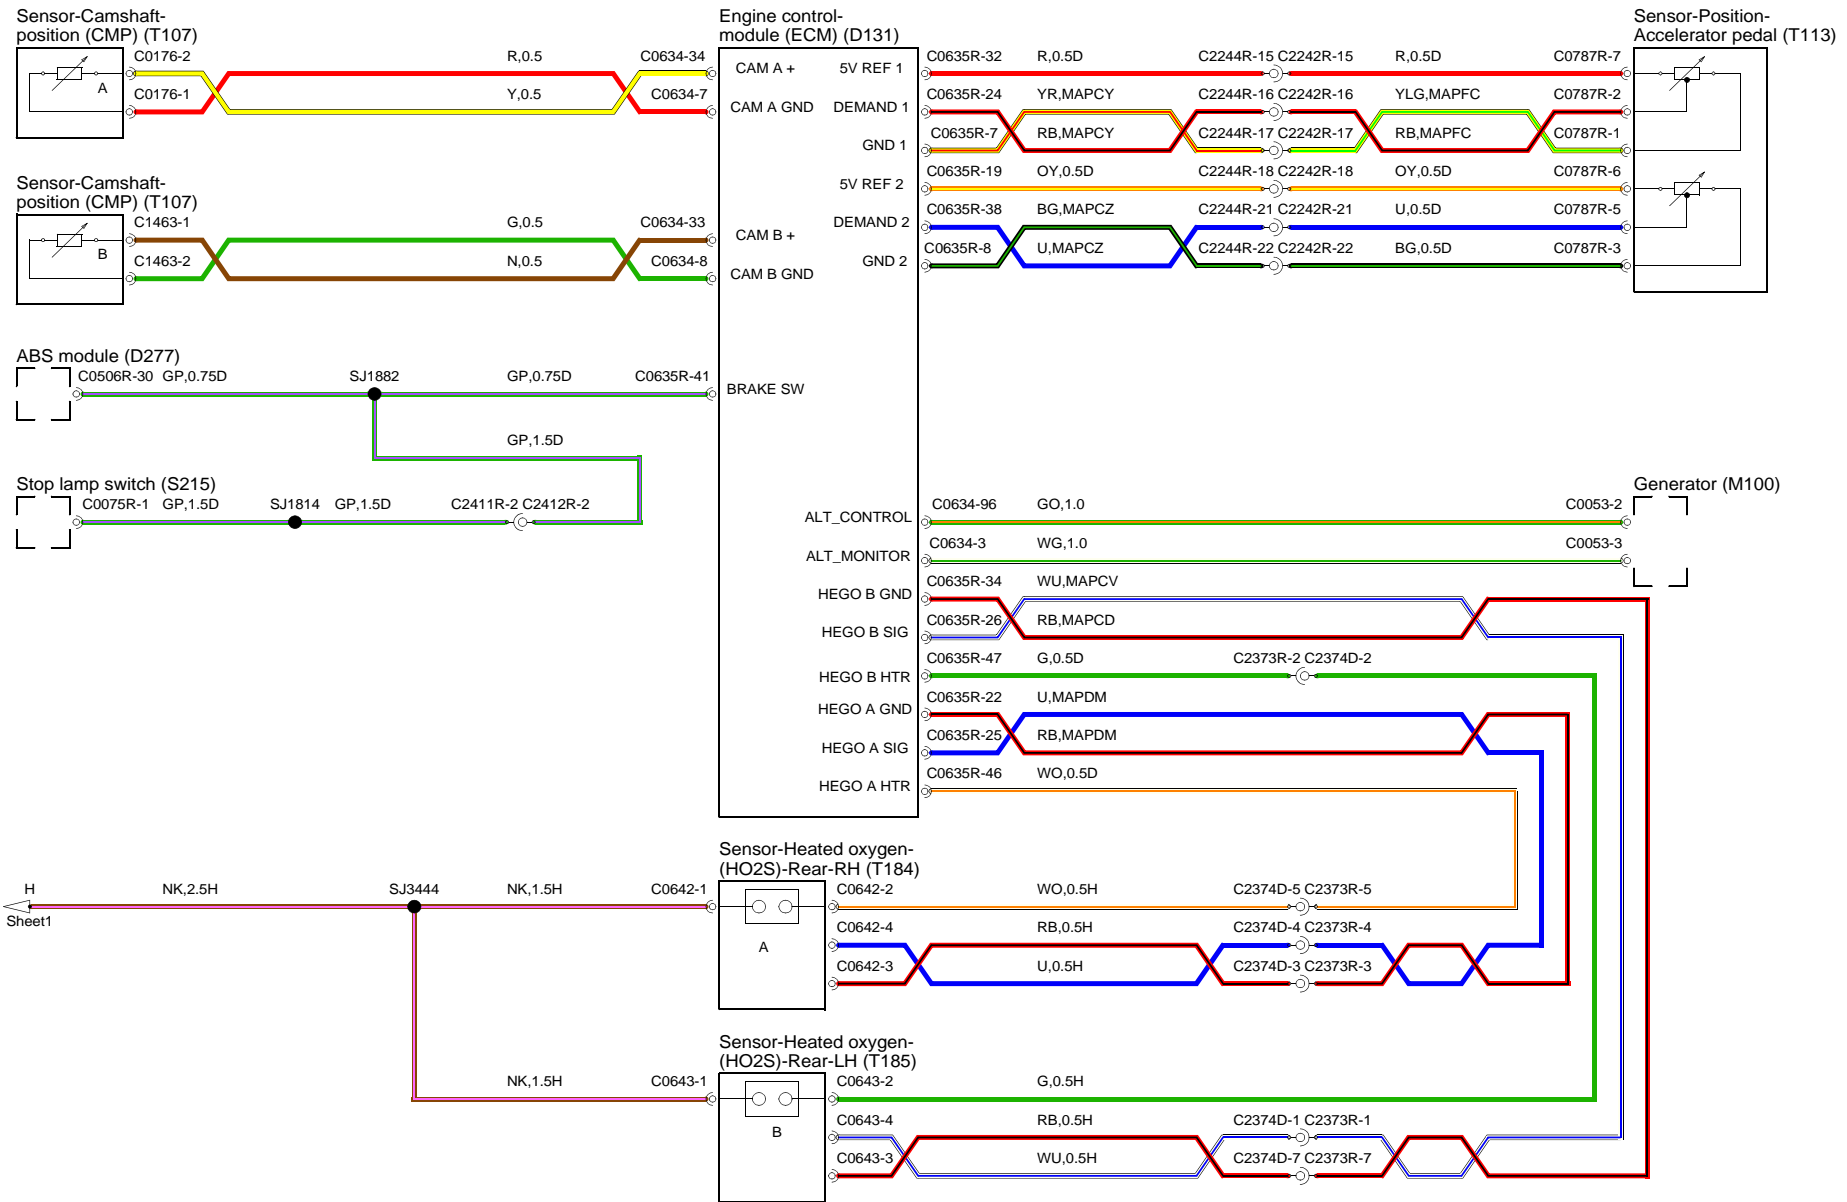 Sensor-Camshaft-
position (CMP) (T107)
C0176-2
R,0.5
C0634-34
A
C0176-1
Y,0.5
C0634-7
Sensor-Camshaft-
position (CMP) (T107)
C1463-1
G,0.5
C0634-33
B
C1463-2
N,0.5
C0634-8
ABS module (D277)
C0506R-30 GP,0.75D
SJ1882
GP,0.75D
C0635R-41
GP,1.5D
Stop lamp switch (S215)
C0075R-1 GP,1.5D
SJ1814 GP,1.5D
C2411R-2 C2412R-2
Engine control-
module (ECM) (D131)
CAM A +
CAM A GND
CAM B +
CAM B GND
BRAKE SW
5V REF 1
DEMAND 1
GND 1
5V REF 2
DEMAND 2
GND 2
ALT_CONTROL
ALT_MONITOR
HEGO B GND
HEGO B SIG
HEGO B HTR
HEGO A GND
HEGO A SIG
HEGO A HTR
Sensor-Position-
Accelerator pedal (T113)
C0635R-32 R,0.5D C2244R-15 C2242R-15 R,0.5D C0787R-7
C0635R-24 YR,MAPCY C2244R-16 C2242R-16 YLG,MAPFC C0787R-2
C0635R-7 RB,MAPCY C2244R-17 C2242R-17 RB,MAPFC C0787R-1
C0635R-19 OY,0.5D C2244R-18 C2242R-18 OY,0.5D C0787R-6
C0635R-38 BG,MAPCZ C2244R-21 C2242R-21 U,0.5D C0787R-5
C0635R-8 U,MAPCZ C2244R-22 C2242R-22 BG,0.5D C0787R-3
Generator (M100)
C0634-96 GO,1.0 C0053-2
C0634-3 WG,1.0 C0053-3
C0635R-34 WU,MAPCV
C0635R-26 RB,MAPCD
C0635R-47 G,0.5D C2373R-2 C2374D-2
C0635R-22 U,MAPDM
C0635R-25 RB,MAPDM
C0635R-46 WO,0.5D
H
Sheet1
NK,2.5H
SJ3444
NK,1.5H
C0642-1
Sensor-Heated oxygen-
(HO2S)-Rear-RH (T184)
A
C0642-2 WO,0.5H C2374D-5 C2373R-5
C0642-4 RB,0.5H C2374D-4 C2373R-4
C0642-3 U,0.5H C2374D-3 C2373R-3
NK,1.5H
C0643-1
Sensor-Heated oxygen-
(HO2S)-Rear-LH (T185)
B
C0643-2 G,0.5H
C0643-4 RB,0.5H C2374D-1 C2373R-1
C0643-3 WU,0.5H C2374D-7 C2373R-7